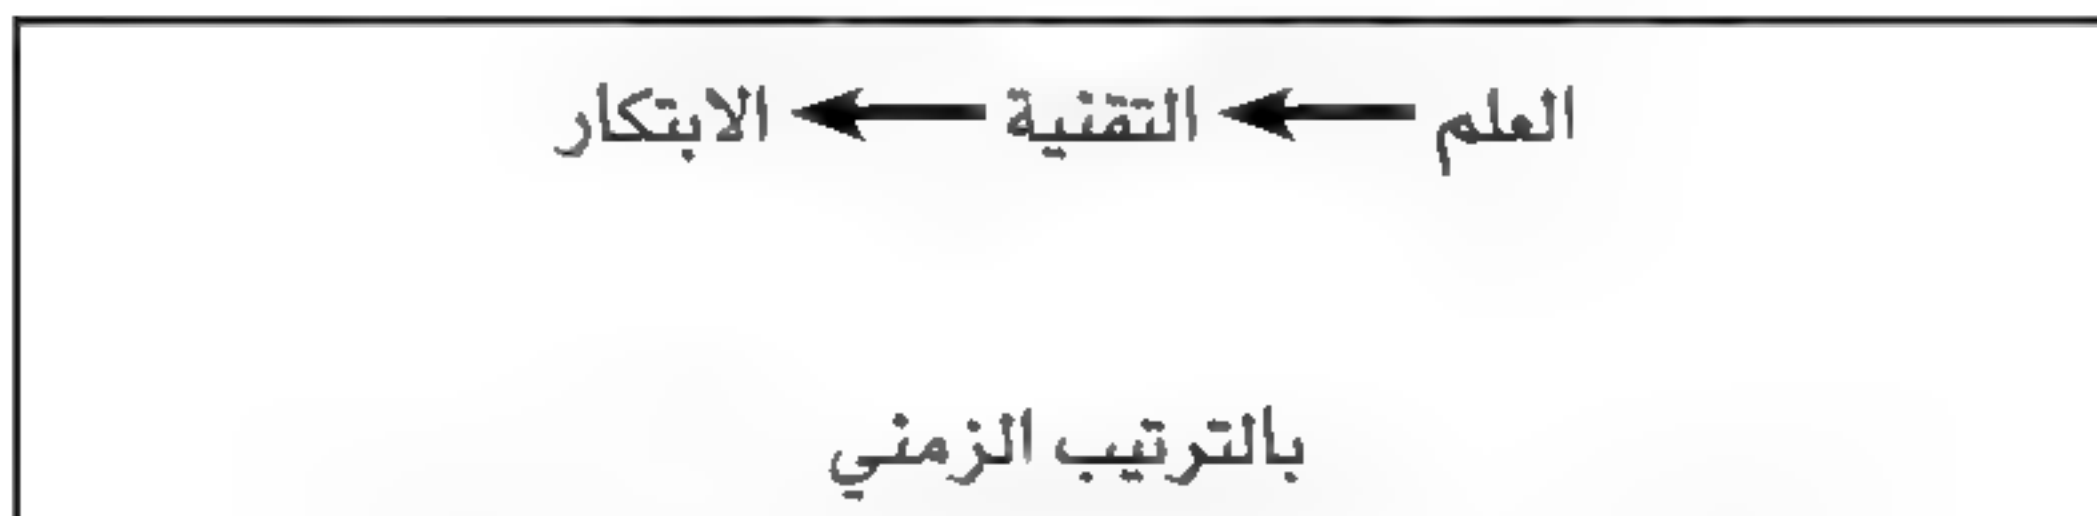 العلم ← التقنية ← الابتكار
بالترتيب الزمني